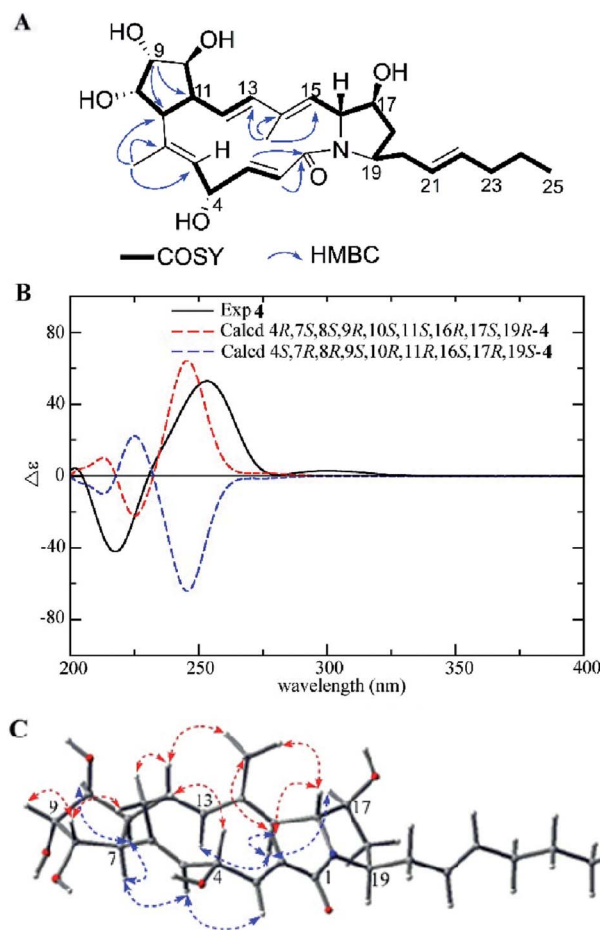 A
HO 9 OH
HO 11 13 15 H OH 17
H N 19 21 23 25
4 O
HO
COSY HMBC
B
Exp 4
Calcd 4R,7S,8S,9R,10S,11S,16R,17S,19R-4
Calcd 4S,7R,8R,9S,10R,11R,16S,17R,19S-4
80
40
0
-40
-80
Δε
200 250 300 350 400
wavelength (nm)
C
9 13 17
7 4 1 19